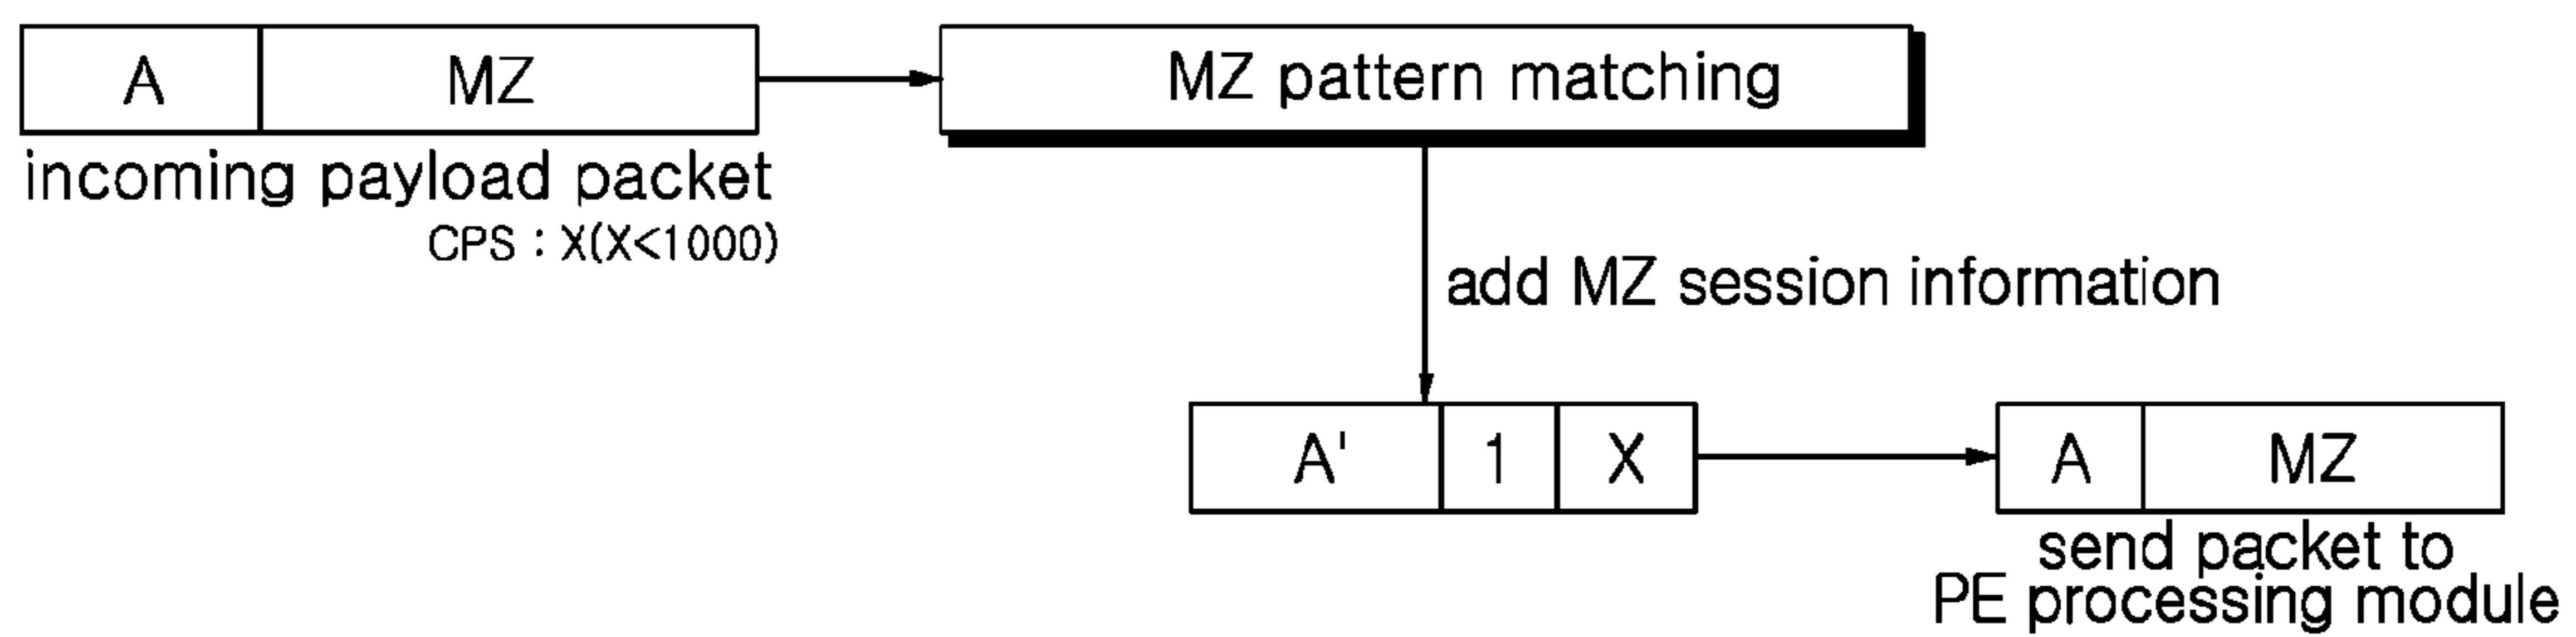 A MZ MZ pattern matching
incoming payload packet
CPS : X(X<1000)
add MZ session information
A' 1 X A MZ
send packet to
PE processing module